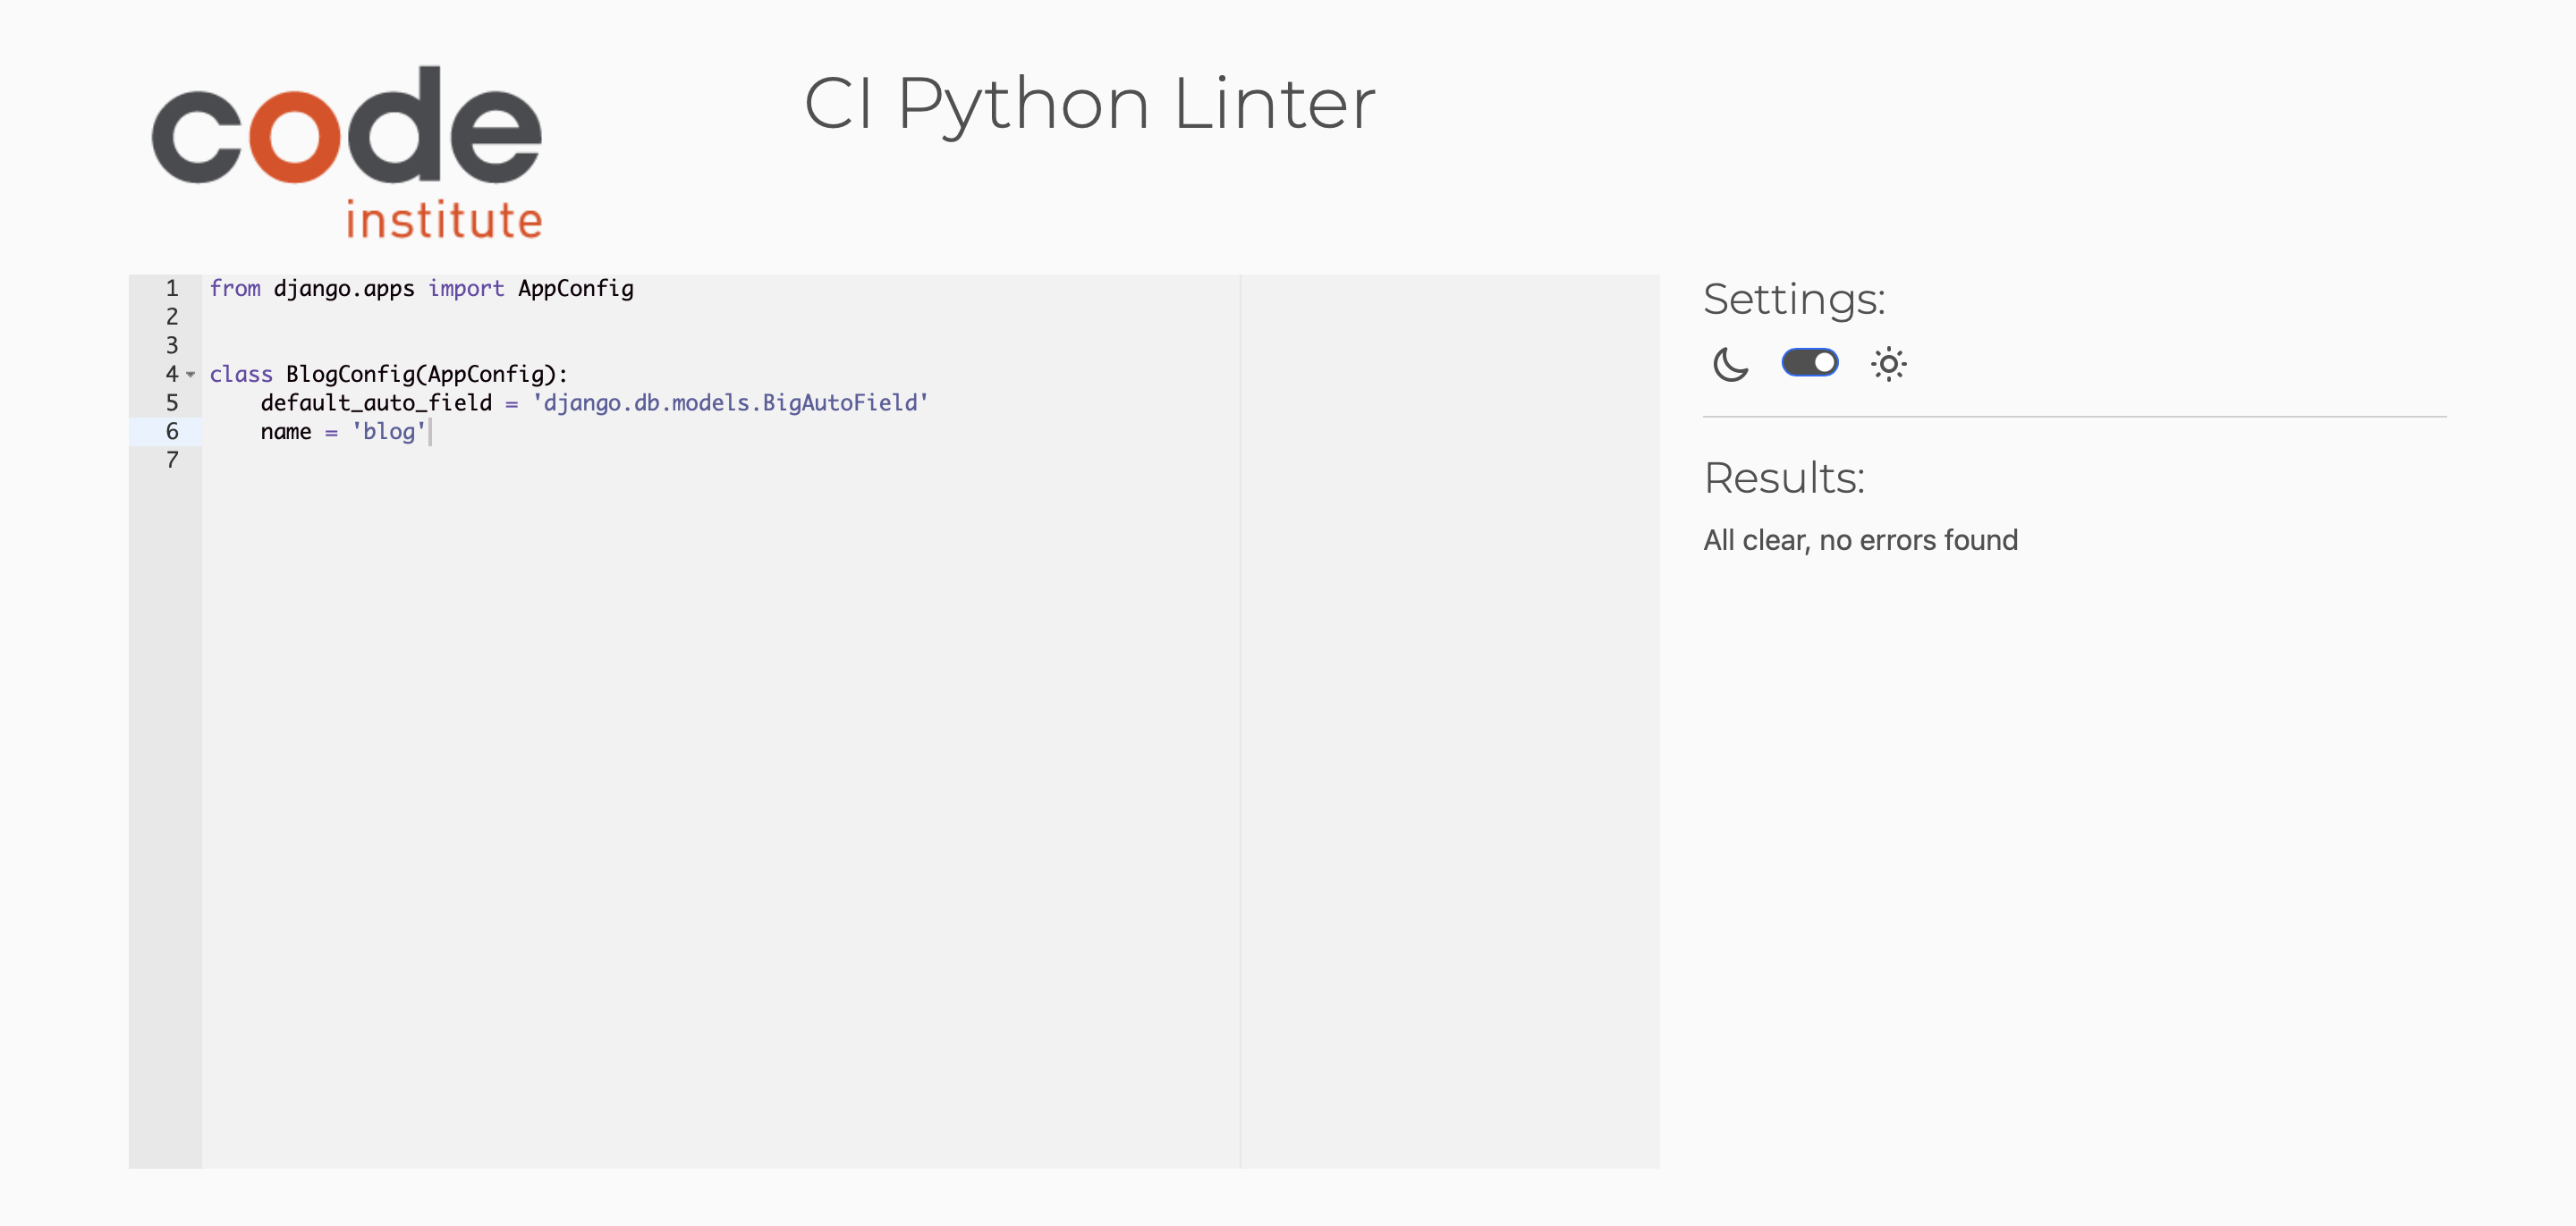 code
institute
CI Python Linter
1 from django.apps import AppConfig
2
3
4 class BlogConfig(AppConfig):
5     default_auto_field = 'django.db.models.BigAutoField'
6     name = 'blog'
7
Settings:
Results:
All clear, no errors found